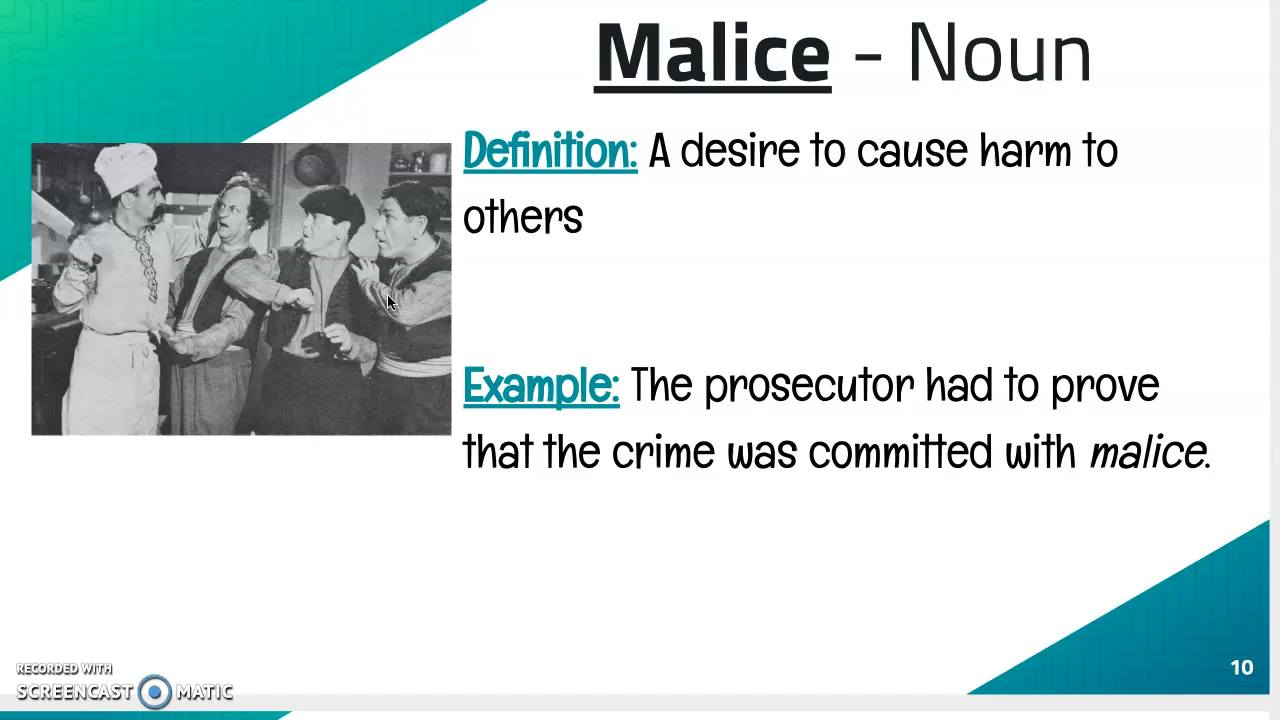 Malice - Noun
Definition: A desire to cause harm to
others
Example: The prosecutor had to prove
that the crime was committed with malice.
10
RECORDED WITH
SCREENCAST MATIC